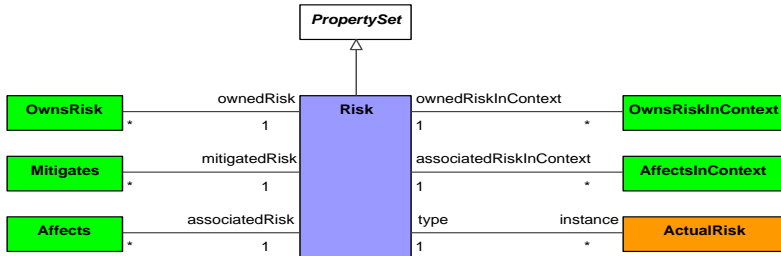 PropertySet
ownedRisk ownedRiskInContext
OwnsRisk Risk OwnsRiskInContext
* 1 1 *
mitigatedRisk associatedRiskInContext
Mitigates AffectsInContext
* 1 1 *
associatedRisk type instance
Affects ActualRisk
* 1 1 *